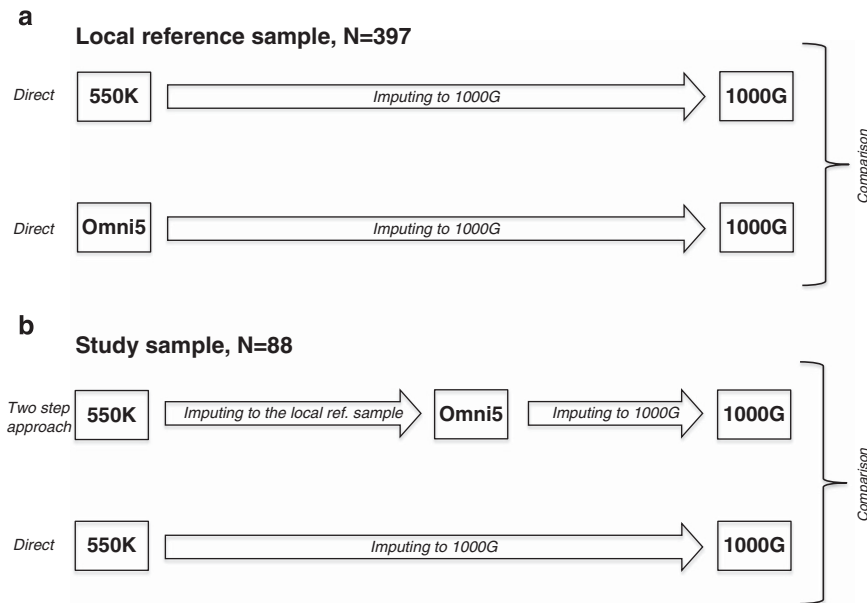 a
Local reference sample, N=397
Direct
550K
Imputing to 1000G
1000G
Direct
Omni5
Imputing to 1000G
1000G
Comparison
b
Study sample, N=88
Two step
approach
550K
Imputing to the local ref. sample
Omni5
Imputing to 1000G
1000G
Direct
550K
Imputing to 1000G
1000G
Comparison